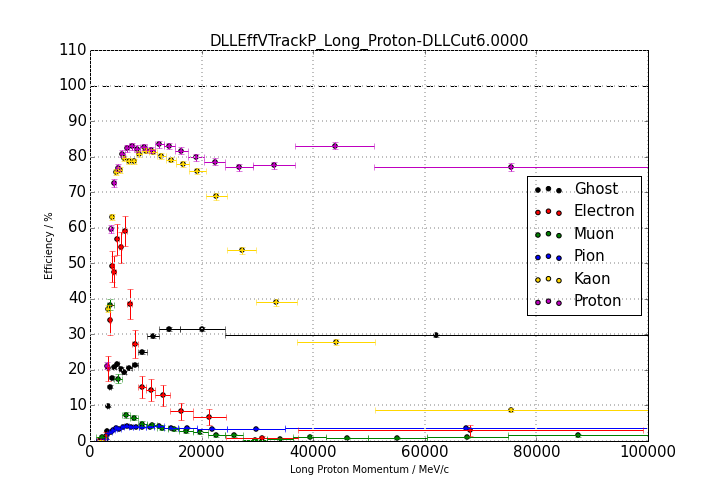 DLLEffVTrackP_Long_Proton-DLLCut6.0000
110
100
90
80
70
60
50
40
30
20
10
0
Efficiency / %
Ghost
Electron
Muon
Pion
Kaon
Proton
0 20000 40000 60000 80000 100000
Long Proton Momentum / MeV/c